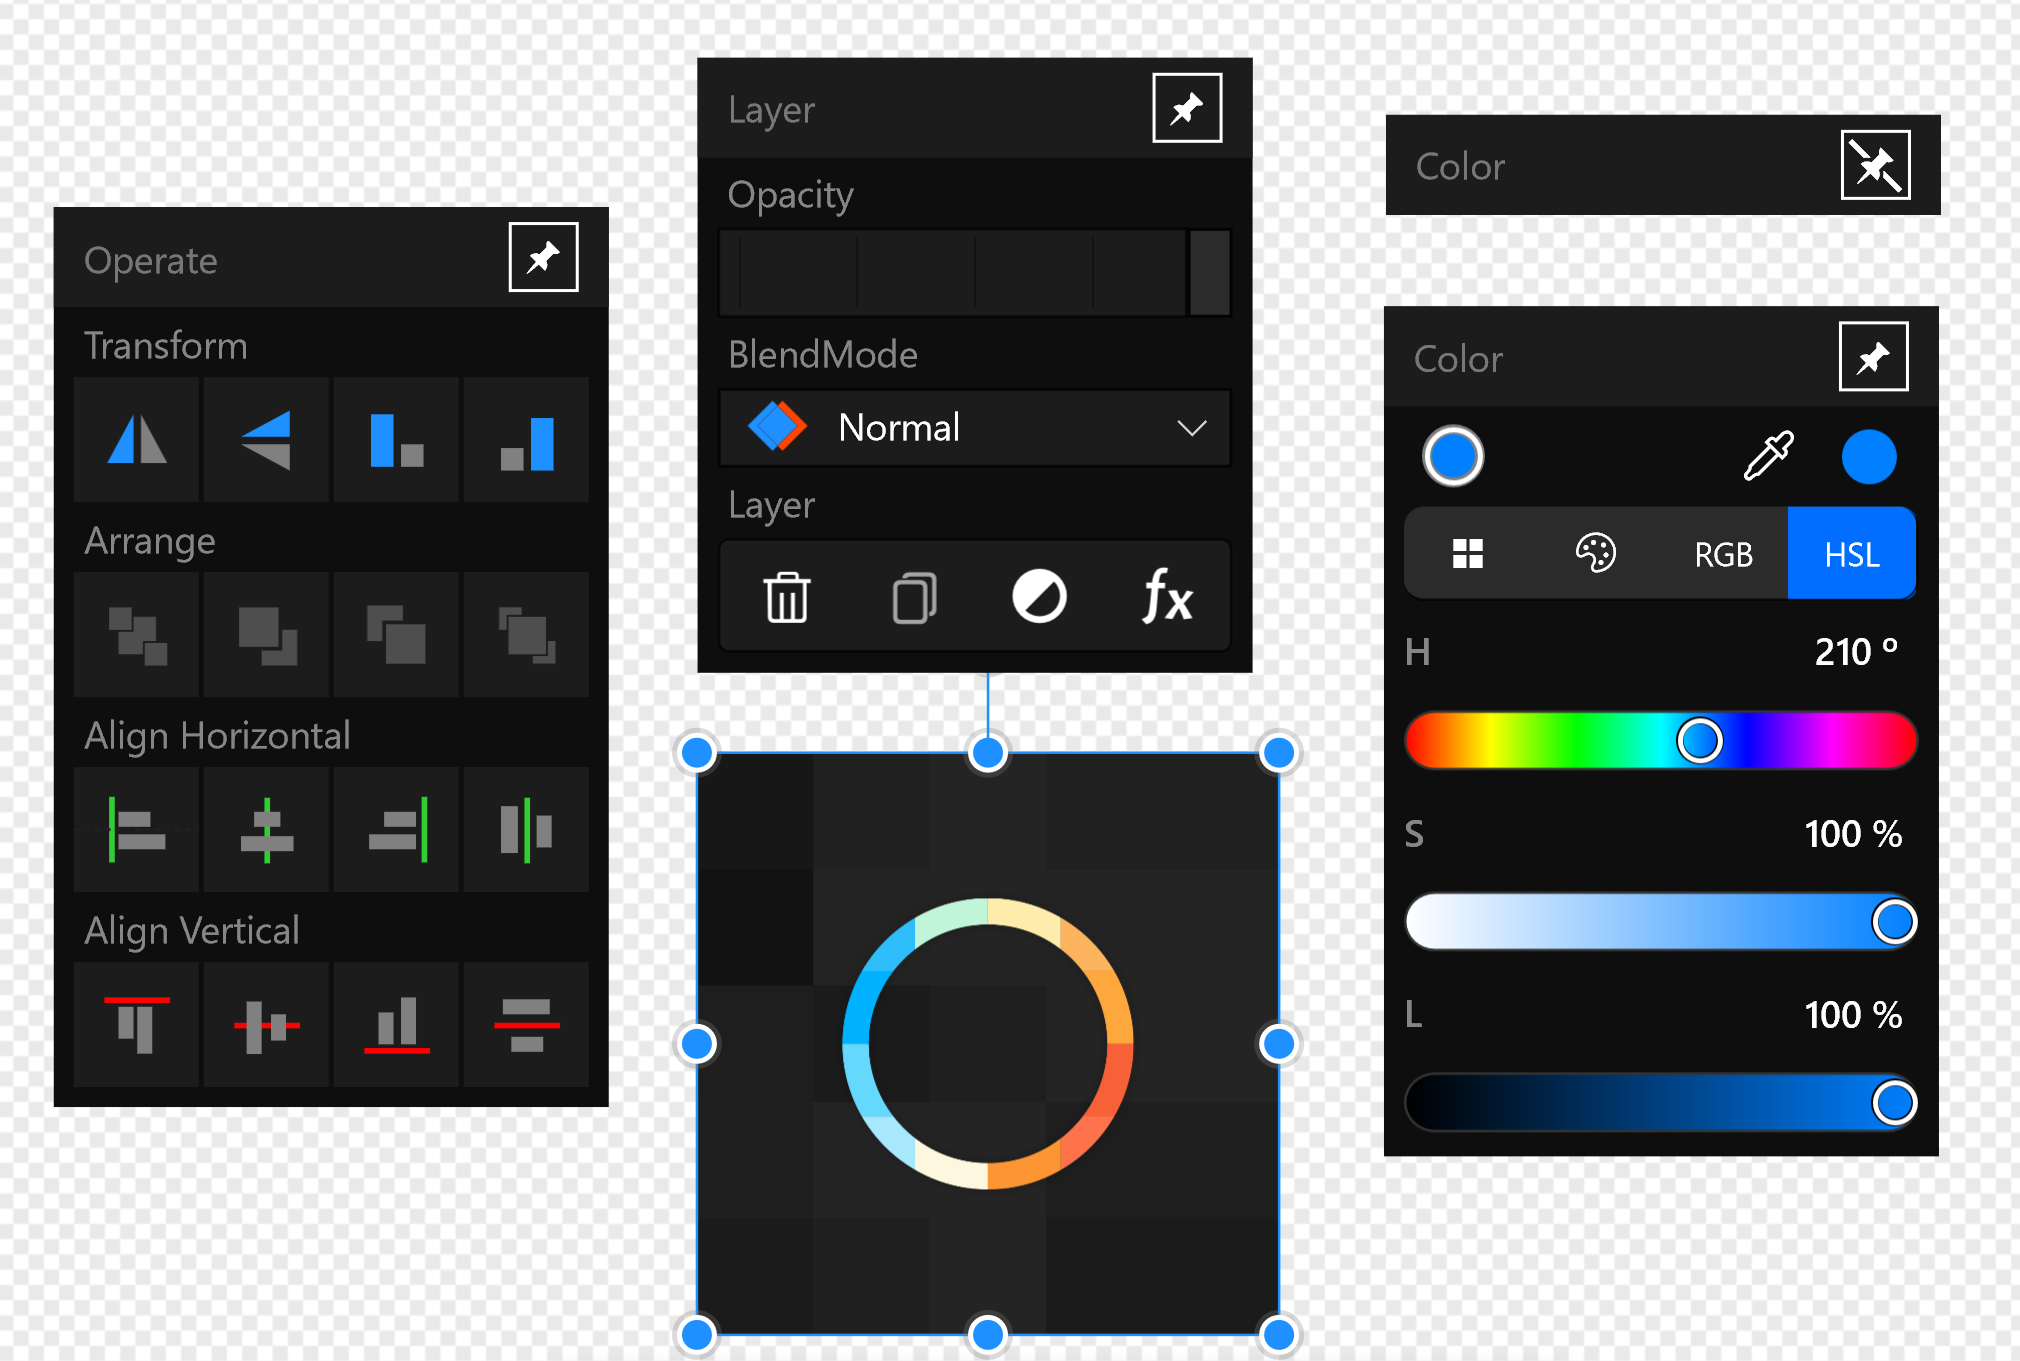 Operate
Transform
Arrange
Align Horizontal
Align Vertical
Layer
Opacity
BlendMode
Normal
Layer
fx
Color
Color
RGB HSL
H 210 º
S 100 %
L 100 %